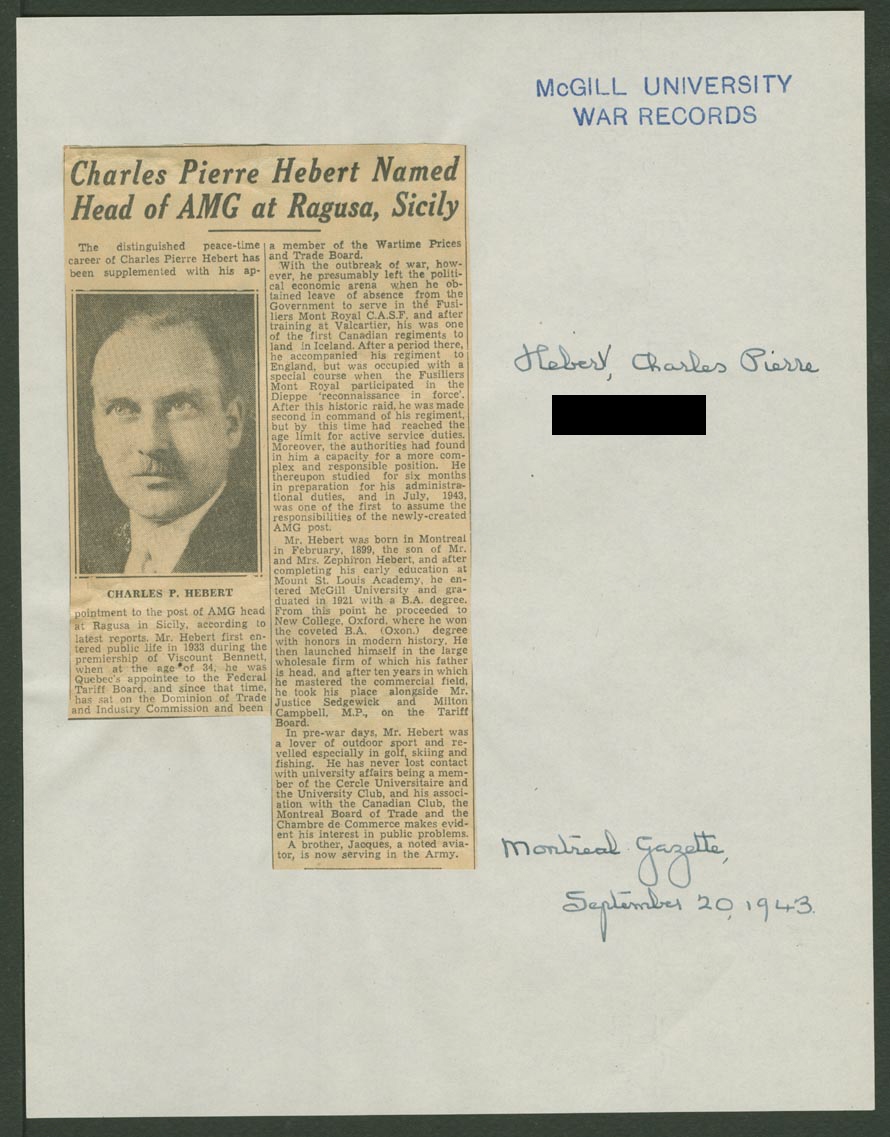 McGILL UNIVERSITY
WAR RECORDS
Charles Pierre Hebert Named
Head of AMG at Ragusa, Sicily
The distinguished peace-time
career of Charles Pierre Hebert has
been supplemented with his ap-
CHARLES P. HEBERT
pointment to the post of AMG head
at Ragusa in Sicily, according to
latest reports. Mr. Hebert first en-
tered public life in 1933 during the
premiership of Viscount Bennett,
when at the age of 34, he was
Quebec's appointee to the Federal
Tariff Board, and since that time,
has sat on the Dominion of Trade
and Industry Commission and been
a member of the Wartime Prices
and Trade Board.
With the outbreak of war, how-
ever, he presumably left the politi-
cal economic arena when he ob-
tained leave of absence from the
Government to serve in the Fusi-
liers Mont Royal C.A.S.F. and after
training at Valcartier, his was one
of the first Canadian regiments to
land in Iceland. After a period there,
he accompanied his regiment to
England, but was occupied with a
special course when the Fusiliers
Mont Royal participated in the
Dieppe 'reconnaissance in force'.
After this historic raid, he was made
second in command of his regiment,
but by this time had reached the
age limit for active service duties.
Moreover, the authorities had found
in him a capacity for a more com-
plex and responsible position. He
thereupon studied for six months
in preparation for his administra-
tional duties, and in July, 1943,
was one of the first to assume the
responsibilities of the newly-created
AMG post.
Mr. Hebert was born in Montreal
in February, 1899, the son of Mr.
and Mrs. Zephiron Hebert, and after
completing his early education at
Mount St. Louis Academy, he en-
tered McGill University and gra-
duated in 1921 with a B.A. degree.
From this point he proceeded to
New College, Oxford, where he won
the coveted B.A. (Oxon.) degree
with honors in modern history. He
then launched himself in the large
wholesale firm of which his father
is head, and after ten years in which
he mastered the commercial field,
he took his place alongside Mr.
Justice Sedgewick and Milton
Campbell, M.P., on the Tariff
Board.
In pre-war days, Mr. Hebert was
a lover of outdoor sport and re-
velled especially in golf, skiing and
fishing. He has never lost contact
with university affairs being a mem-
ber of the Cercle Universitaire and
the University Club, and his associ-
ation with the Canadian Club, the
Montreal Board of Trade and the
Chambre de Commerce makes evid-
ent his interest in public problems.
A brother, Jacques, a noted avia-
tor, is now serving in the Army.
Hebert, Charles Pierre
Montreal Gazette,
September 20, 1943.